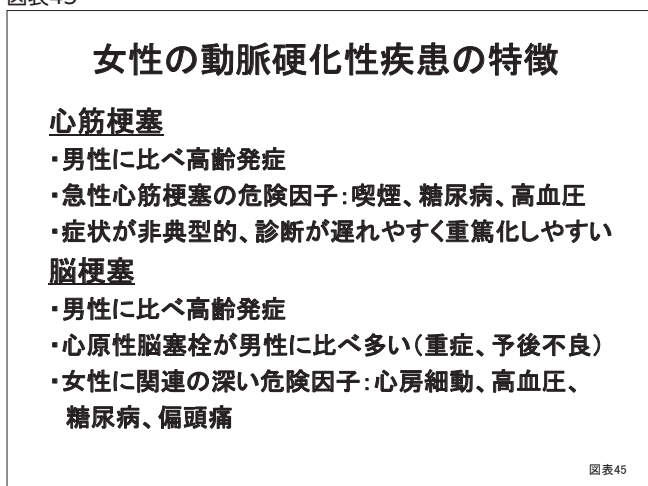 図表45
女性の動脈硬化性疾患の特徴
心筋梗塞
・男性に比べ高齢発症
・急性心筋梗塞の危険因子：喫煙、糖尿病、高血圧
・症状が非典型的、診断が遅れやすく重篤化しやすい
脳梗塞
・男性に比べ高齢発症
・心原性脳塞栓が男性に比べ多い（重症、予後不良）
・女性に関連の深い危険因子：心房細動、高血圧、
糖尿病、偏頭痛
図表45